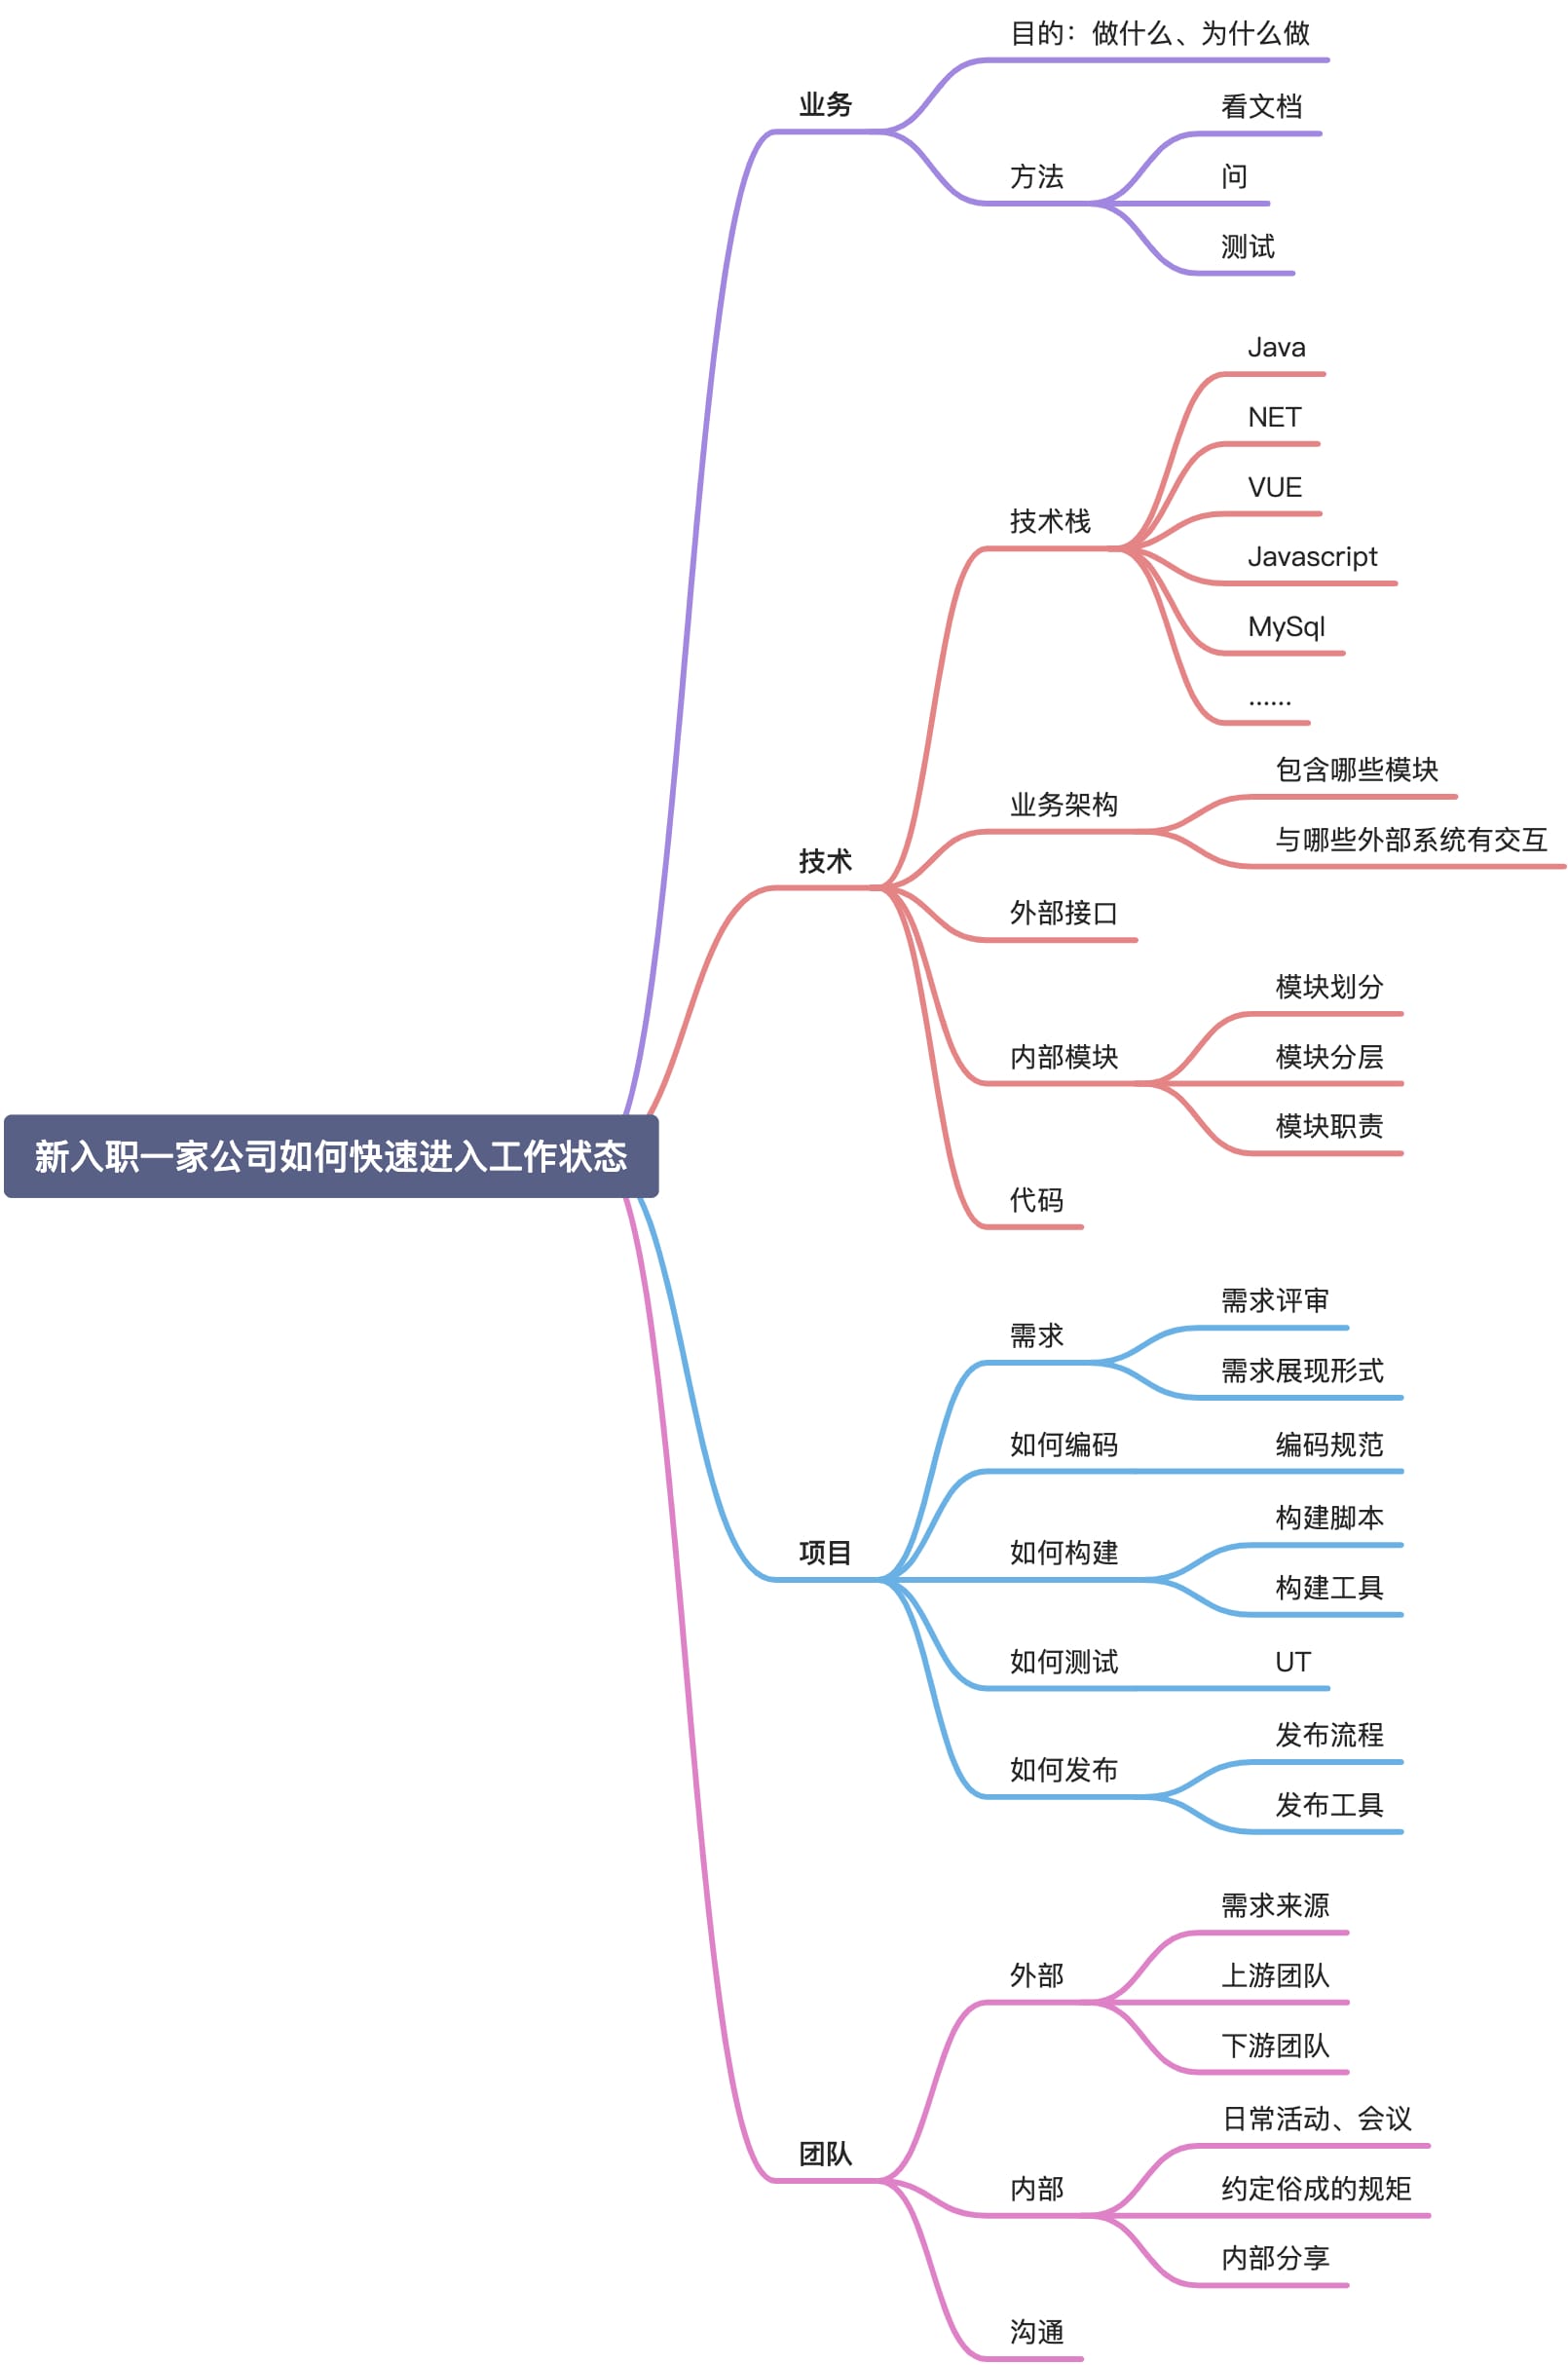 新入职一家公司如何快速进入工作状态
业务
目的：做什么、为什么做
方法
看文档
问
测试
技术
技术栈
Java
NET
VUE
Javascript
MySql
......
业务架构
包含哪些模块
与哪些外部系统有交互
外部接口
内部模块
模块划分
模块分层
模块职责
代码
项目
需求
需求评审
需求展现形式
如何编码
编码规范
如何构建
构建脚本
构建工具
如何测试
UT
如何发布
发布流程
发布工具
团队
外部
需求来源
上游团队
下游团队
内部
日常活动、会议
约定俗成的规矩
内部分享
沟通